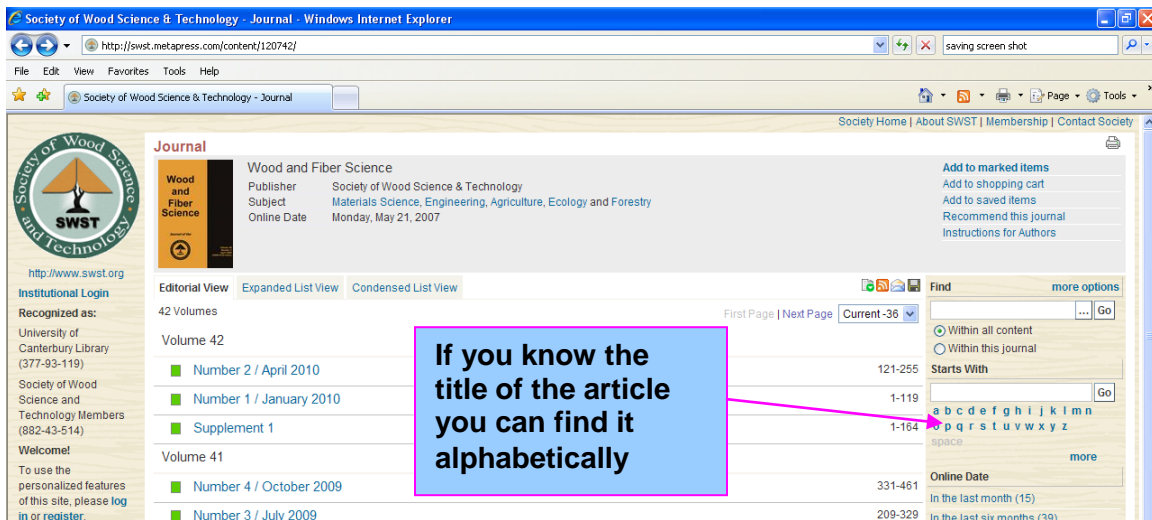 Society of Wood Science & Technology - Journal - Windows Internet Explorer
http://swst.metapress.com/content/120742/
saving screen shot
File Edit View Favorites Tools Help
Society of Wood Science & Technology - Journal
Page Tools
Society Home | About SWST | Membership | Contact Society
Society of Wood Science and Technology
SWST
http://www.swst.org
Institutional Login
Recognized as:
University of
Canterbury Library
(377-93-119)
Society of Wood
Science and
Technology Members
(882-43-514)
Welcome!
To use the
personalized features
of this site, please log
in or register.
Journal
Wood
and
Fiber
Science
Wood and Fiber Science
Publisher Society of Wood Science & Technology
Subject Materials Science, Engineering, Agriculture, Ecology and Forestry
Online Date Monday, May 21, 2007
Add to marked items
Add to shopping cart
Add to saved items
Recommend this journal
Instructions for Authors
Editorial View Expanded List View Condensed List View
42 Volumes
First Page | Next Page Current-36
Volume 42
Number 2 / April 2010 121-255
Number 1 / January 2010 1-119
Supplement 1 1-164
Volume 41
Number 4 / October 2009 331-461
Number 3 / July 2009 209-329
If you know the
title of the article
you can find it
alphabetically
Find more options
... Go
Within all content
Within this journal
Starts With
Go
a b c d e f g h i j k l m n
o p q r s t u v w x y z
space
more
Online Date
In the last month (15)
In the last six months (39)